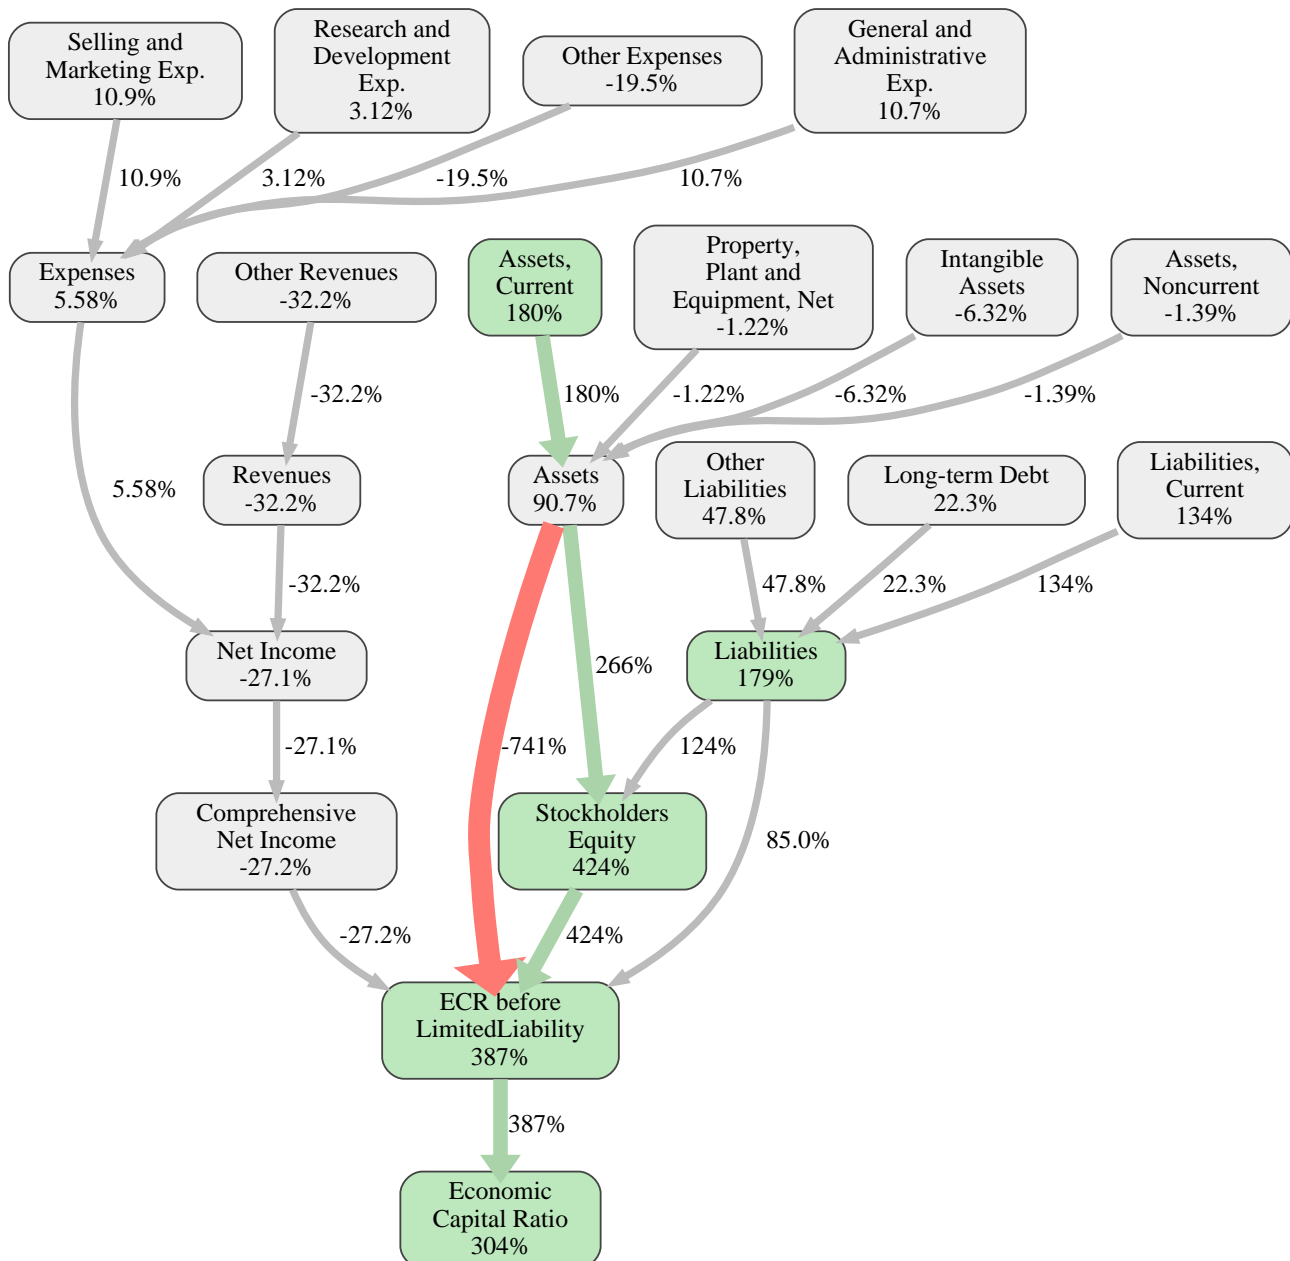 Selling and
Marketing Exp.
10.9%
Research and
Development
Exp.
3.12%
Other Expenses
-19.5%
General and
Administrative
Exp.
10.7%
10.9%
3.12%
-19.5%
10.7%
Expenses
5.58%
Other Revenues
-32.2%
Assets,
Current
180%
Property,
Plant and
Equipment, Net
-1.22%
Intangible
Assets
-6.32%
Assets,
Noncurrent
-1.39%
-32.2%
180%
-1.22%
-6.32%
-1.39%
5.58%
Revenues
-32.2%
Assets
90.7%
Other
Liabilities
47.8%
Long-term Debt
22.3%
Liabilities,
Current
134%
-32.2%
47.8%
22.3%
134%
Net Income
-27.1%
266%
Liabilities
179%
-27.1%
-741%
124%
Comprehensive
Net Income
-27.2%
Stockholders
Equity
424%
85.0%
-27.2%
424%
ECR before
LimitedLiability
387%
387%
Economic
Capital Ratio
304%